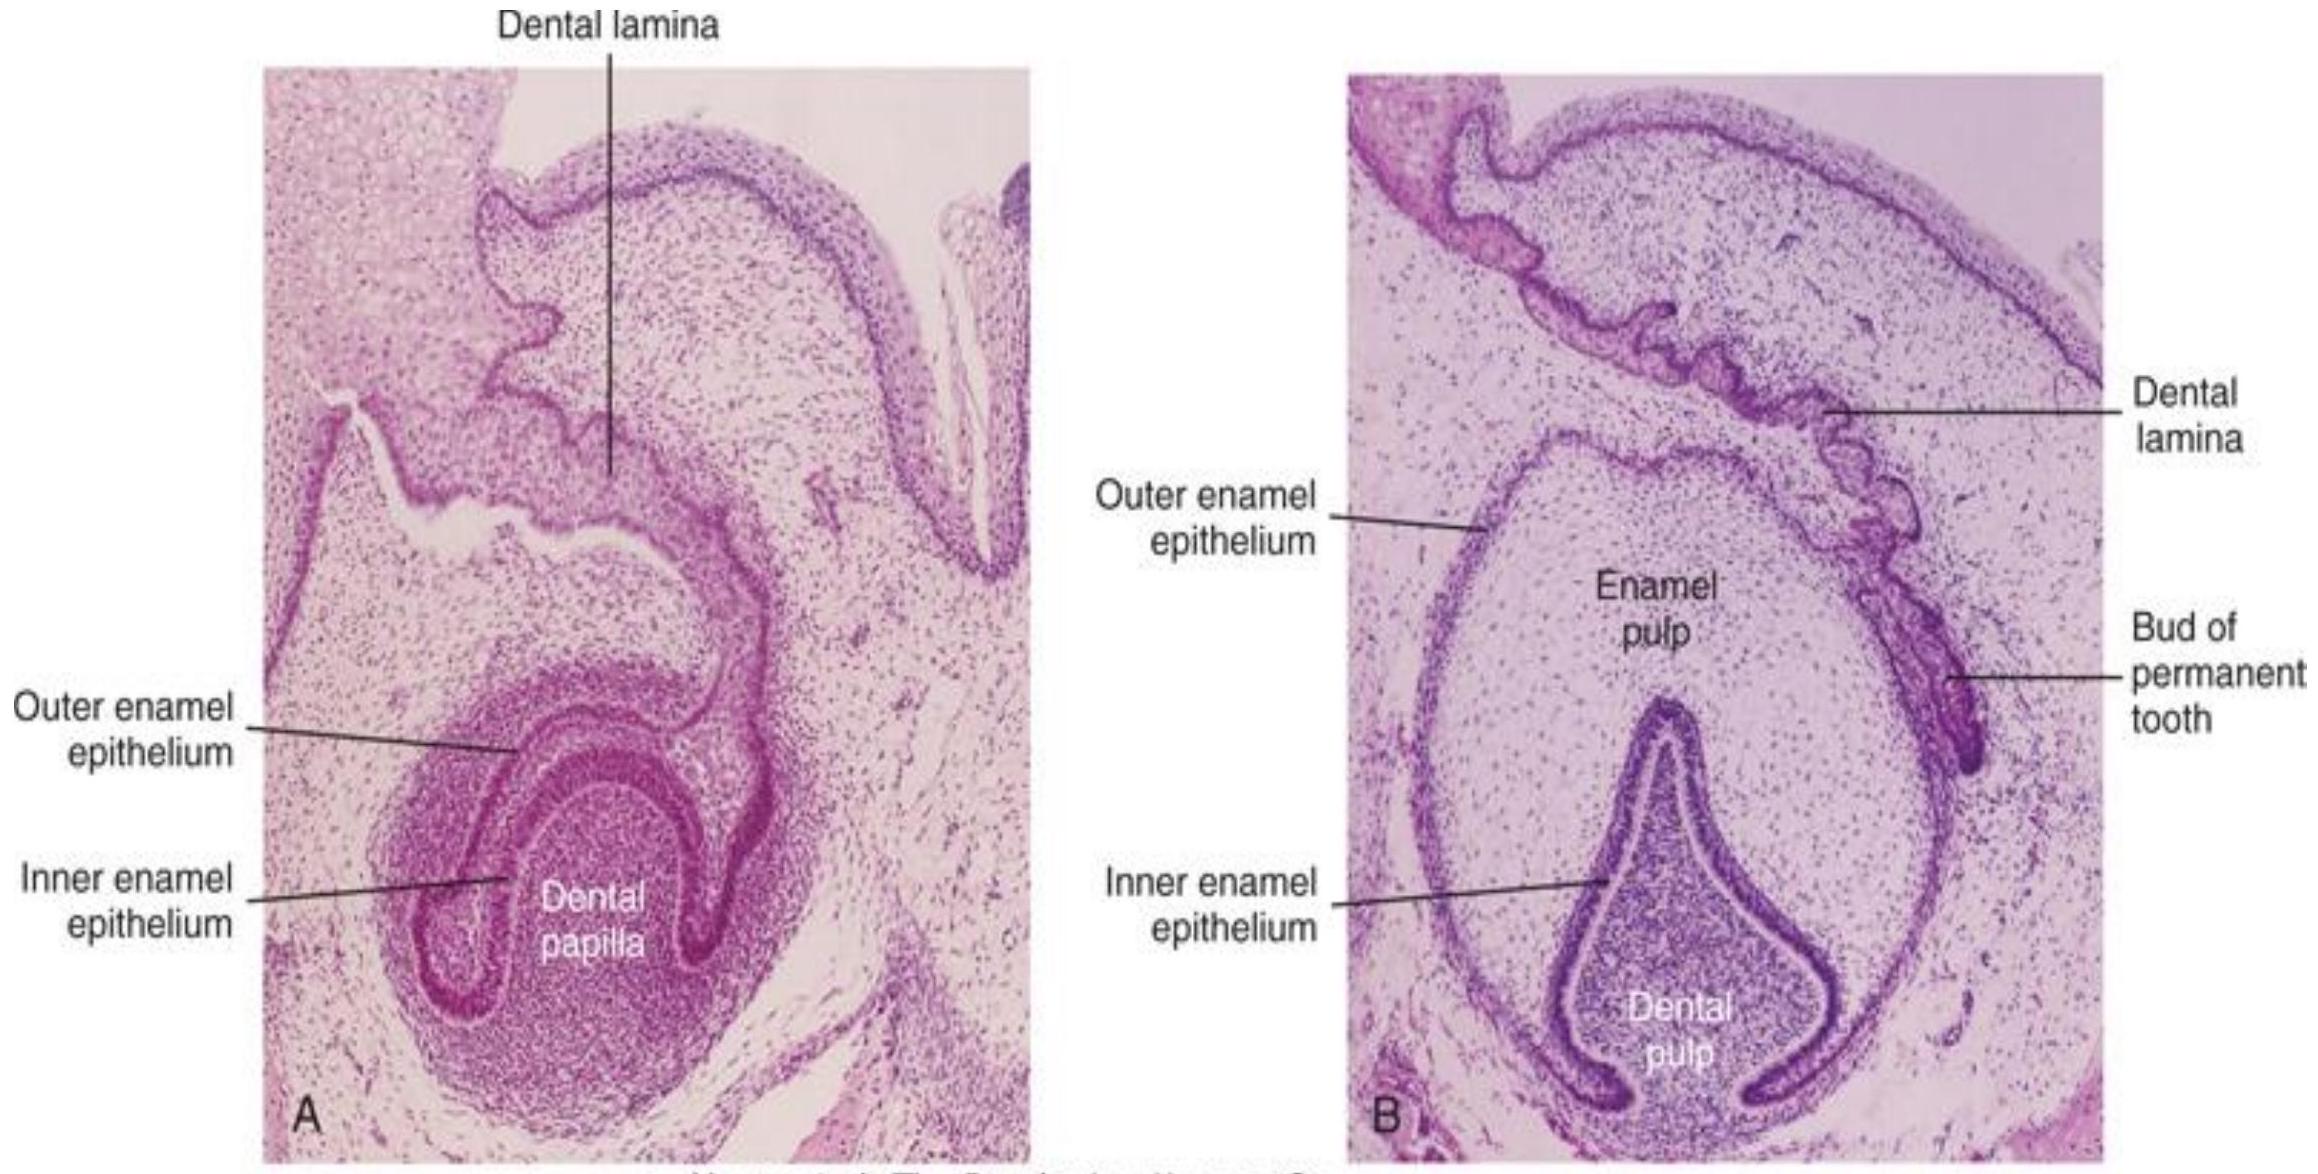 Dental lamina
Outer enamel
epithelium
Inner enamel
epithelium
Dental
papilla
A
Outer enamel
epithelium
Inner enamel
epithelium
Enamel
pulp
Dental
pulp
Dental
lamina
Bud of
permanent
tooth
B